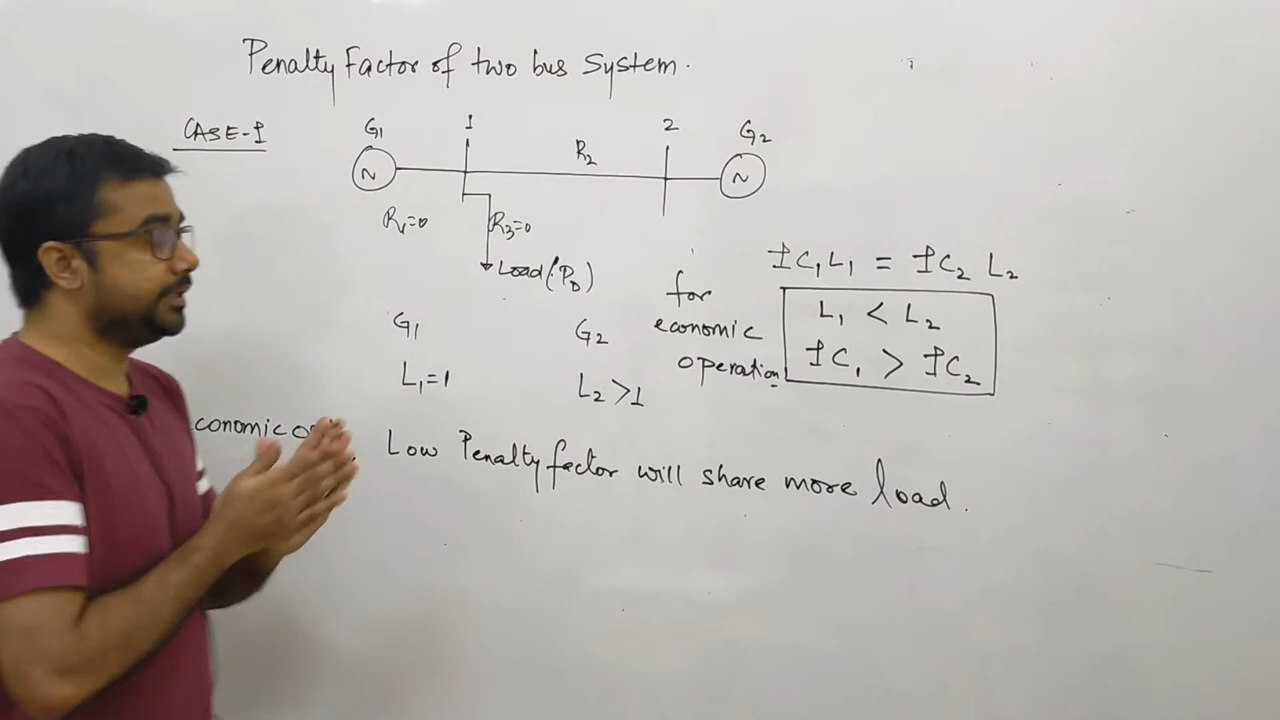 Penalty Factor of two bus System.
CASE-I
G1 1 2 G2
R2
~ ~
R1=0 R3=0
Load (PD)
IC1L1 = IC2 L2
for economic operation
L1 < L2
IC1 > IC2
G1 G2
L1=1 L2>1
Low Penalty factor will share more load.